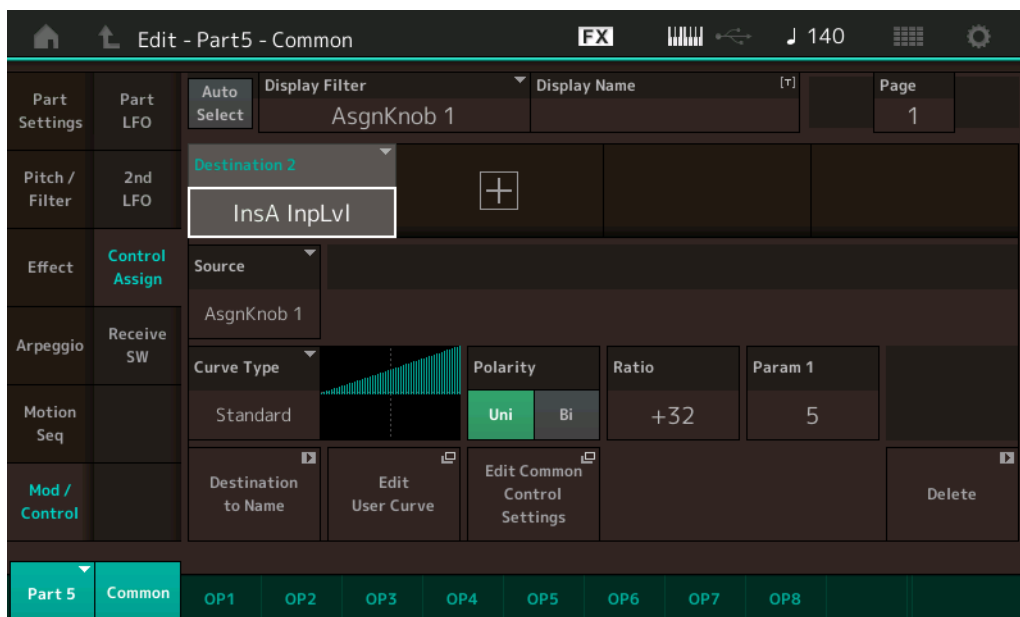 Edit - Part5 - Common
FX
140
Part
Settings
Pitch /
Filter
Effect
Arpeggio
Motion
Seq
Mod /
Control
Part
LFO
2nd
LFO
Control
Assign
Receive
SW
Auto
Select
Display Filter
AsgnKnob 1
Display Name
[T]
Page
1
Destination 2
InsA InpLvl
Source
AsgnKnob 1
Curve Type
Standard
Polarity
Uni
Bi
Ratio
+32
Param 1
5
Destination
to Name
Edit
User Curve
Edit Common
Control
Settings
Delete
Part 5
Common
OP1
OP2
OP3
OP4
OP5
OP6
OP7
OP8